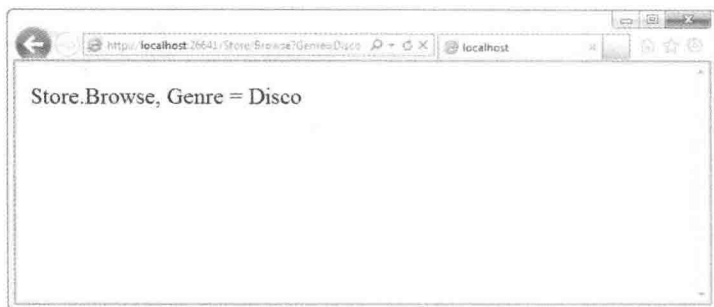 http://localhost:26641/Store/Browse?Genre=Disco
localhost
Store.Browse, Genre = Disco